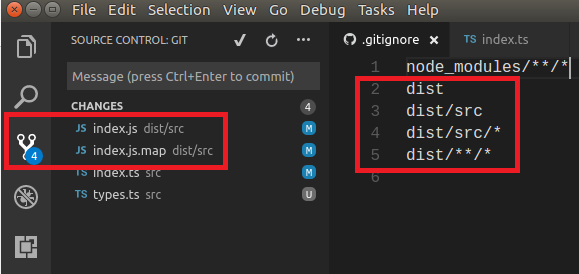 File Edit Selection View Go Debug Tasks Help
SOURCE CONTROL: GIT
.gitignore
TS index.ts
Message (press Ctrl+Enter to commit)
CHANGES 4
JS index.js dist/src M
JS index.js.map dist/src M
TS index.ts src M
TS types.ts src U
4
1 node_modules/**/*
2 dist
3 dist/src
4 dist/src/*
5 dist/**/*
6